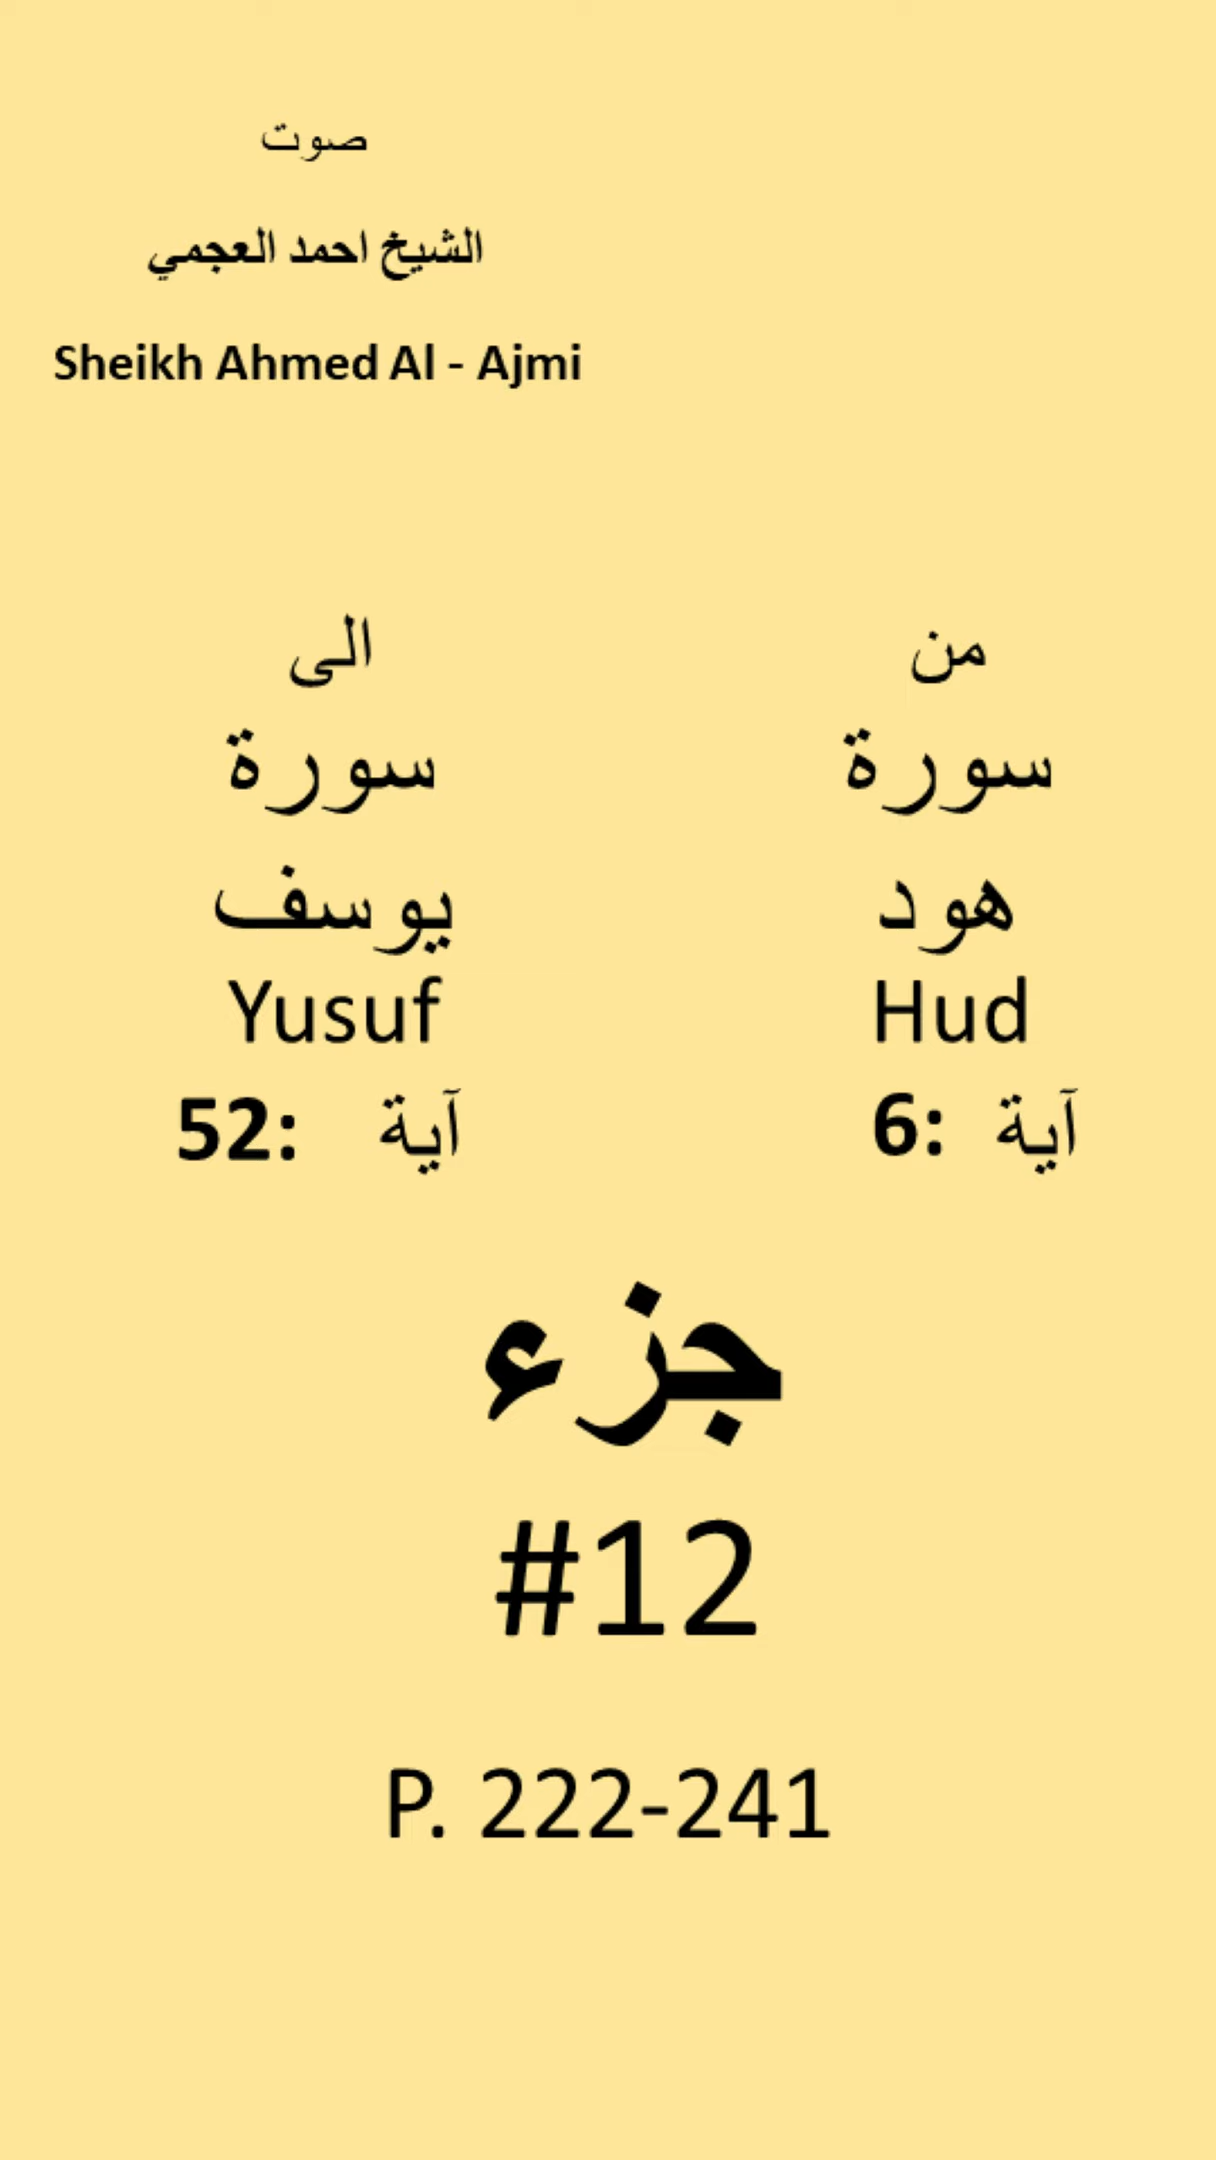 صوت
الشيخ احمد العجمي
Sheikh Ahmed Al - Ajmi
من
سورة
هود
Hud
آية :6
الى
سورة
يوسف
Yusuf
آية :52
جزء
#12
P. 222-241